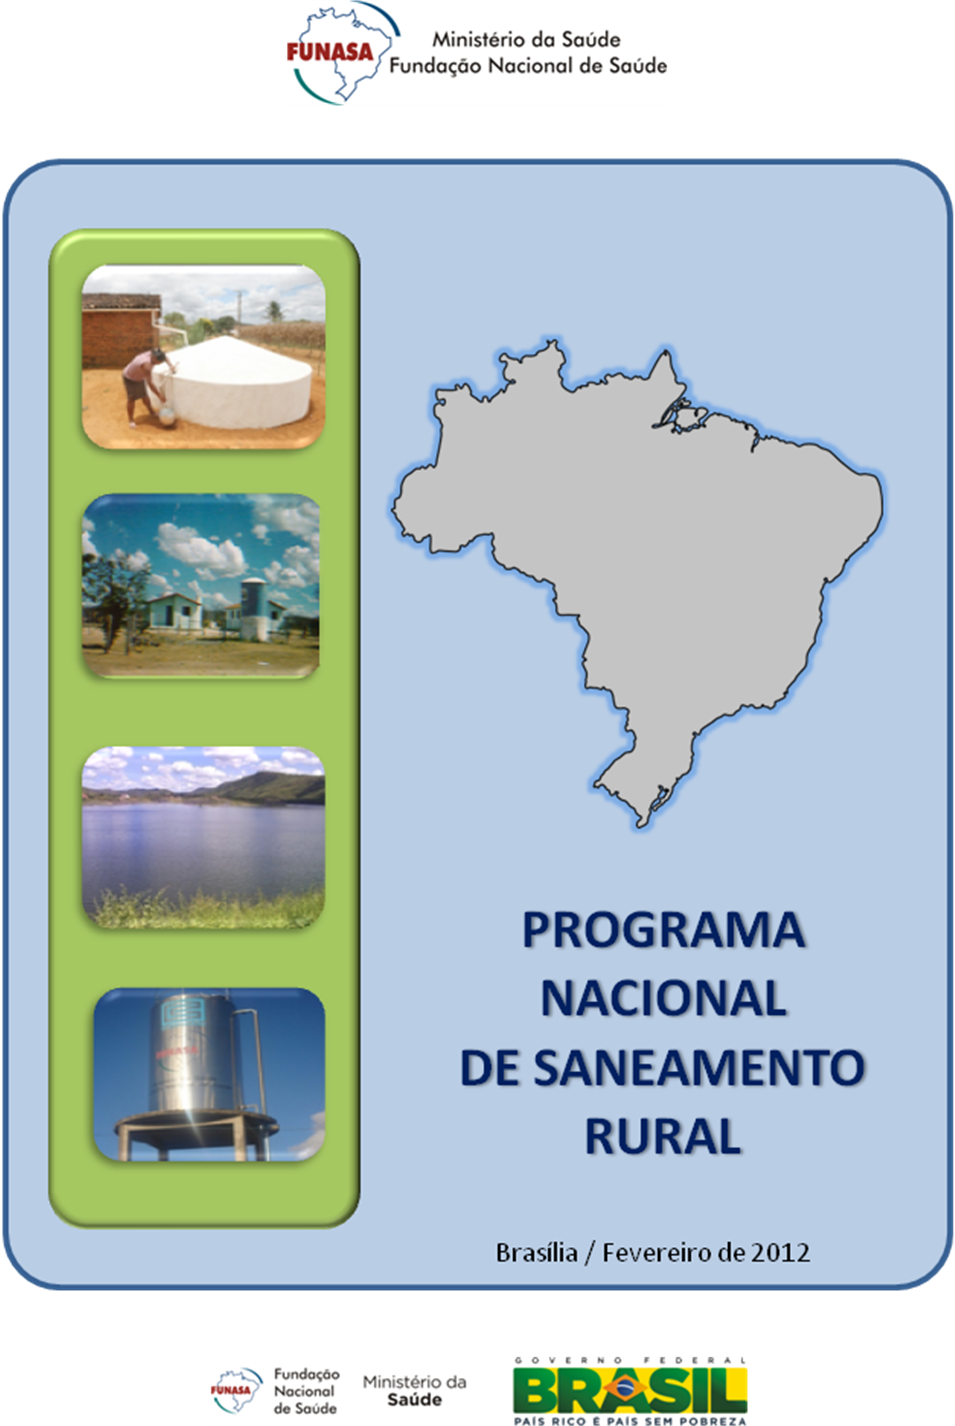 FUNASA
Ministério da Saúde
Fundação Nacional de Saúde
FUNASA
PROGRAMA
NACIONAL
DE SANEAMENTO
RURAL
Brasília / Fevereiro de 2012
FUNASA
Fundação
Nacional
de Saúde
Ministério da
Saúde
GOVERNO FEDERAL
BRASIL
PAÍS RICO É PAÍS SEM POBREZA